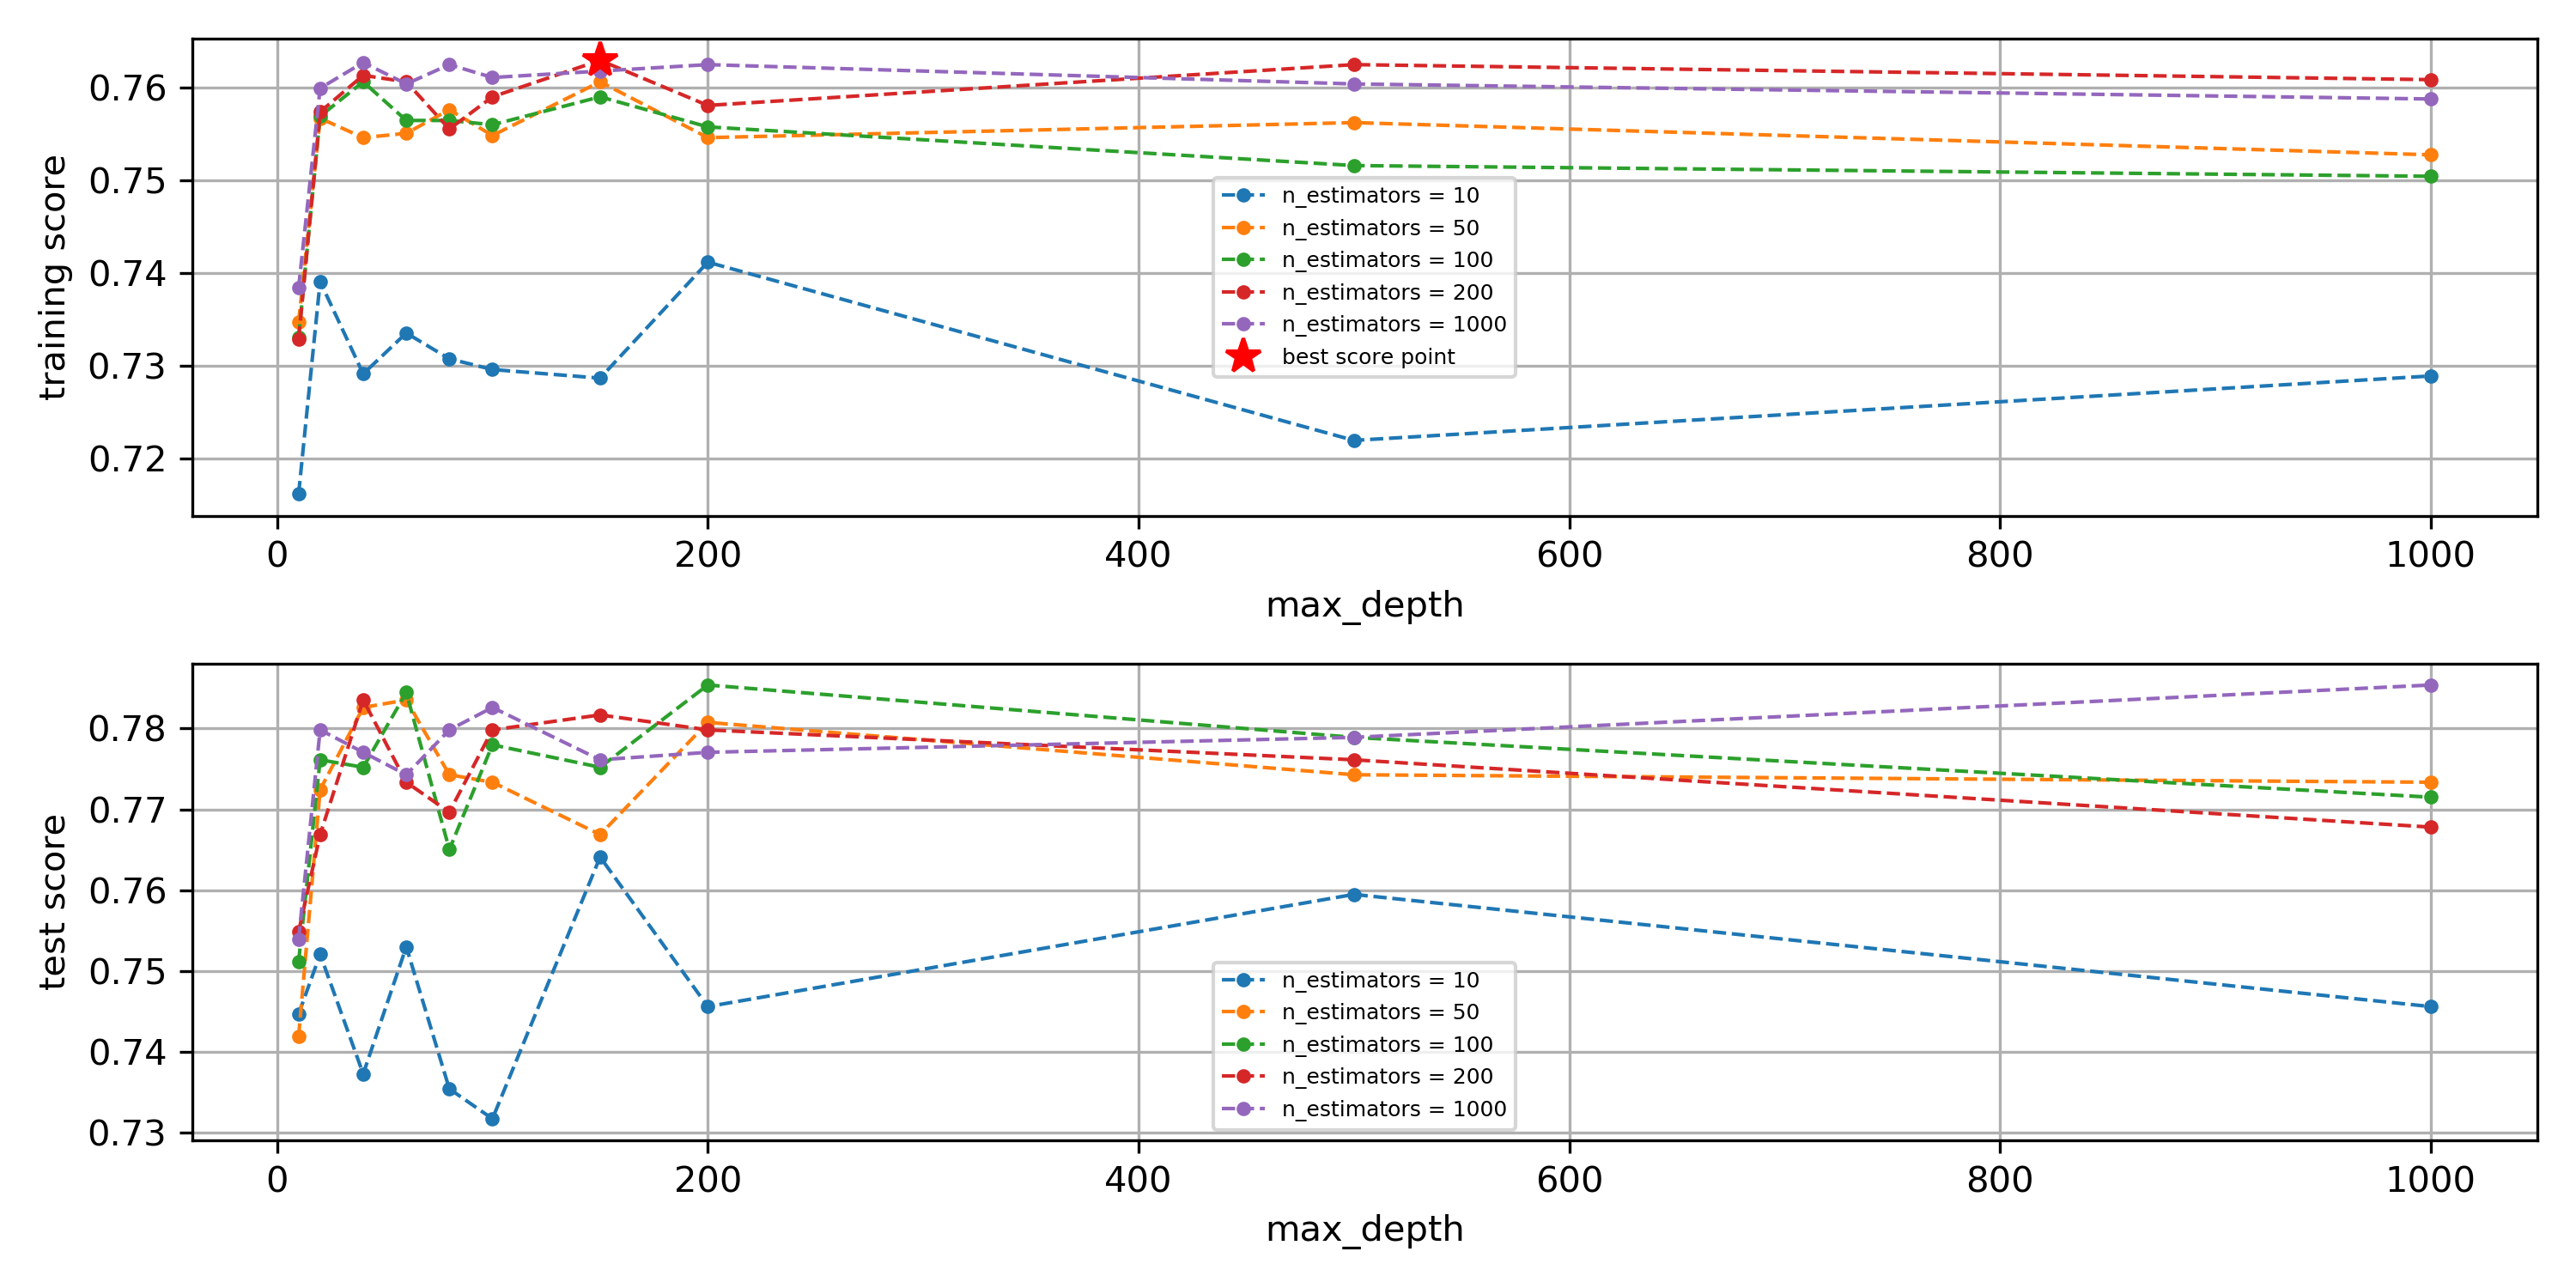 training score
0.76
0.75
0.74
0.73
0.72
n_estimators = 10
n_estimators = 50
n_estimators = 100
n_estimators = 200
n_estimators = 1000
best score point
0 200 400 600 800 1000
max_depth
test score
0.78
0.77
0.76
0.75
0.74
0.73
n_estimators = 10
n_estimators = 50
n_estimators = 100
n_estimators = 200
n_estimators = 1000
0 200 400 600 800 1000
max_depth